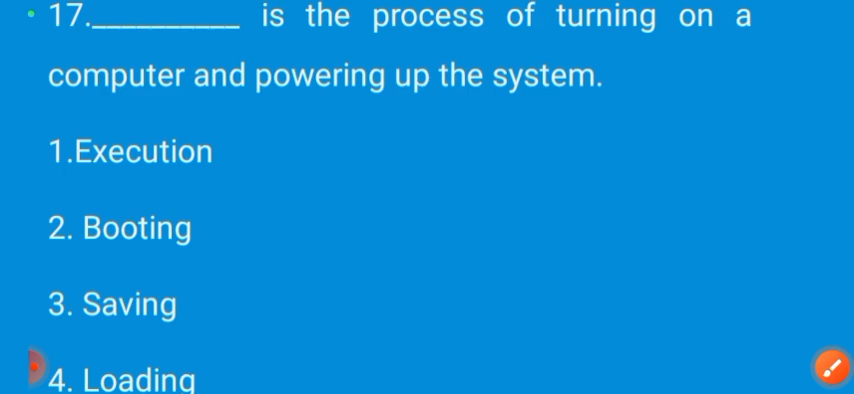 17.__________ is the process of turning on a
computer and powering up the system.
1.Execution
2. Booting
3. Saving
4. Loading